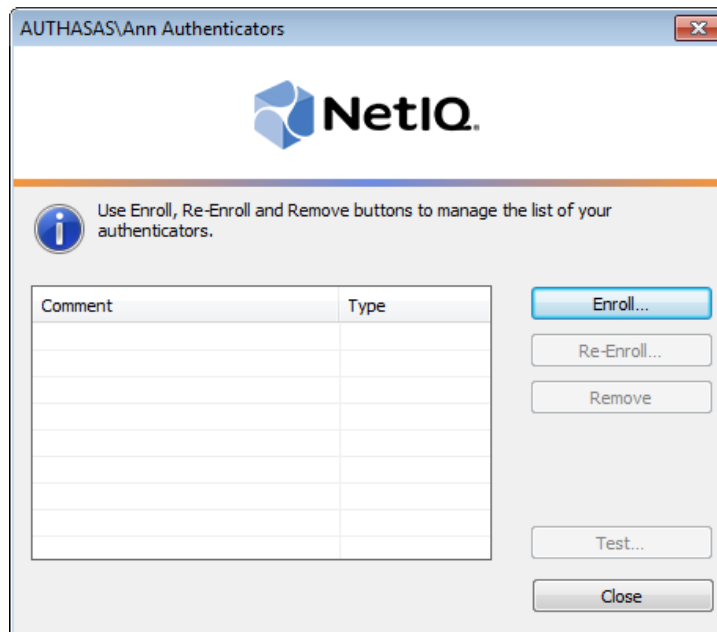 AUTHASAS\Ann Authenticators
NetIQ.
Use Enroll, Re-Enroll and Remove buttons to manage the list of your
authenticators.
Comment Type
Enroll...
Re-Enroll...
Remove
Test...
Close